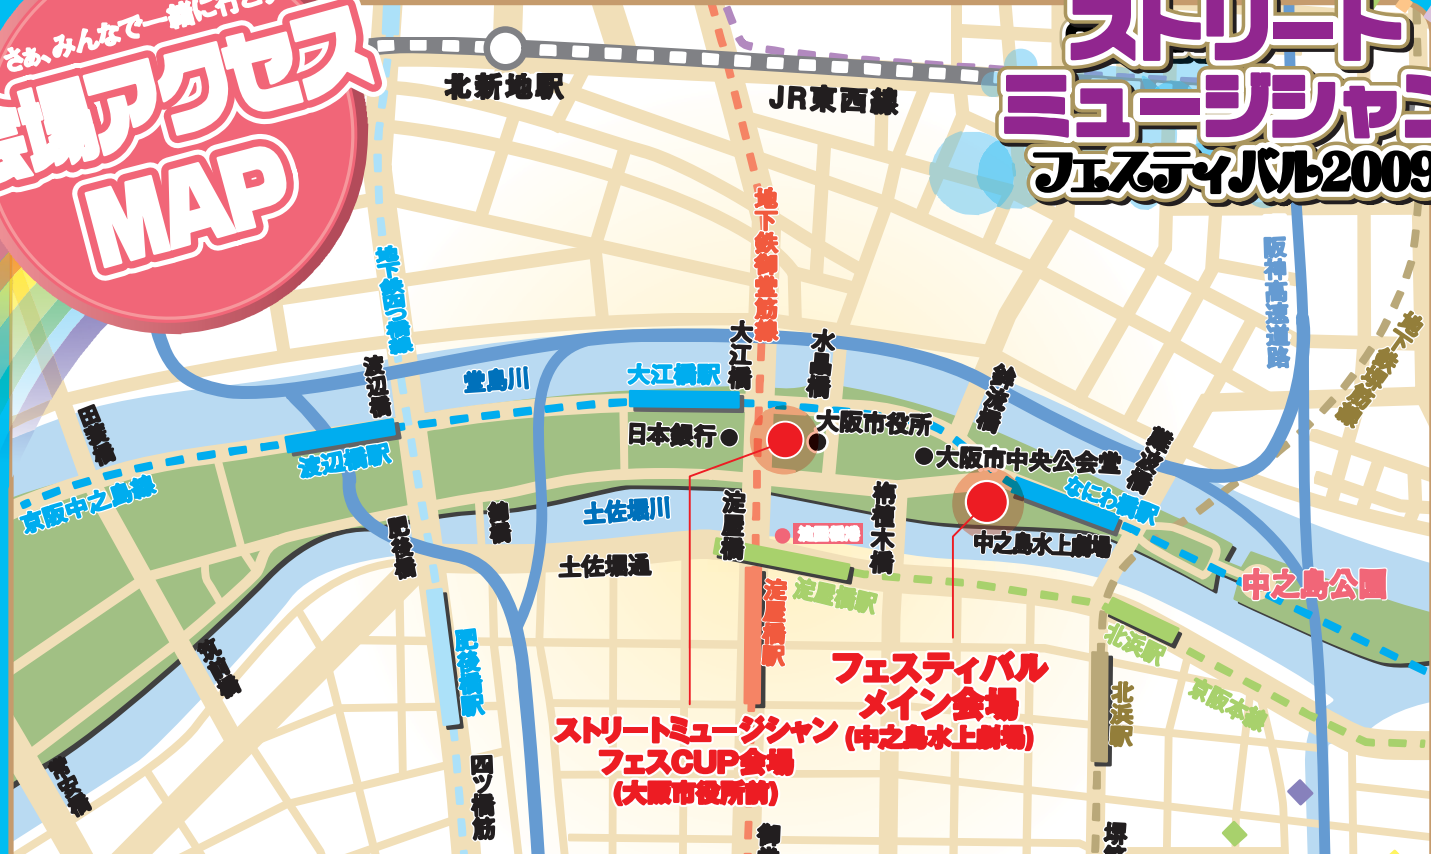 さぁ、みんなで一緒に行こう
会場アクセス
MAP
ストリート
ミュージシャン
フェスティバル2009
北新地駅
JR東西線
地下鉄四つ橋線
地下鉄御堂筋線
阪神高速道路
地下鉄堺筋線
渡辺橋
田蓑橋
堂島川
大江橋駅
大江橋
水晶橋
鉾流橋
難波橋
京阪中之島線
渡辺橋駅
日本銀行
大阪市役所
大阪市中央公会堂
なにわ橋駅
肥後橋
錦橋
土佐堀川
淀屋橋
栴檀木橋
中之島水上劇場
土佐堀通
淀屋橋駅
淀屋橋駅
中之島公園
筑前橋
常安橋
肥後橋駅
四ツ橋筋
北浜駅
北浜駅
京阪本線
ストリートミュージシャン
フェスCUP会場
(大阪市役所前)
フェスティバル
メイン会場
(中之島水上劇場)